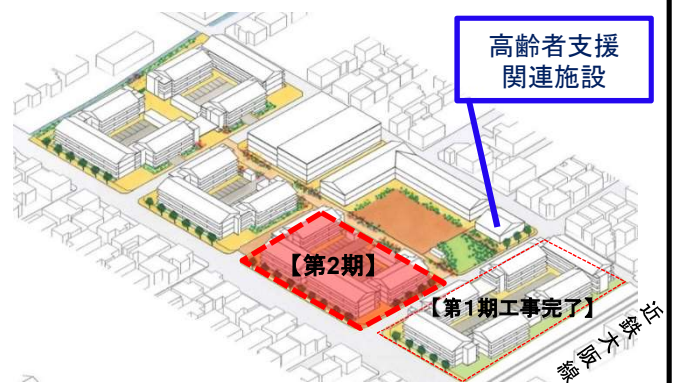 高齢者支援
関連施設
【第2期】
【第1期工事完了】
近鉄大阪線